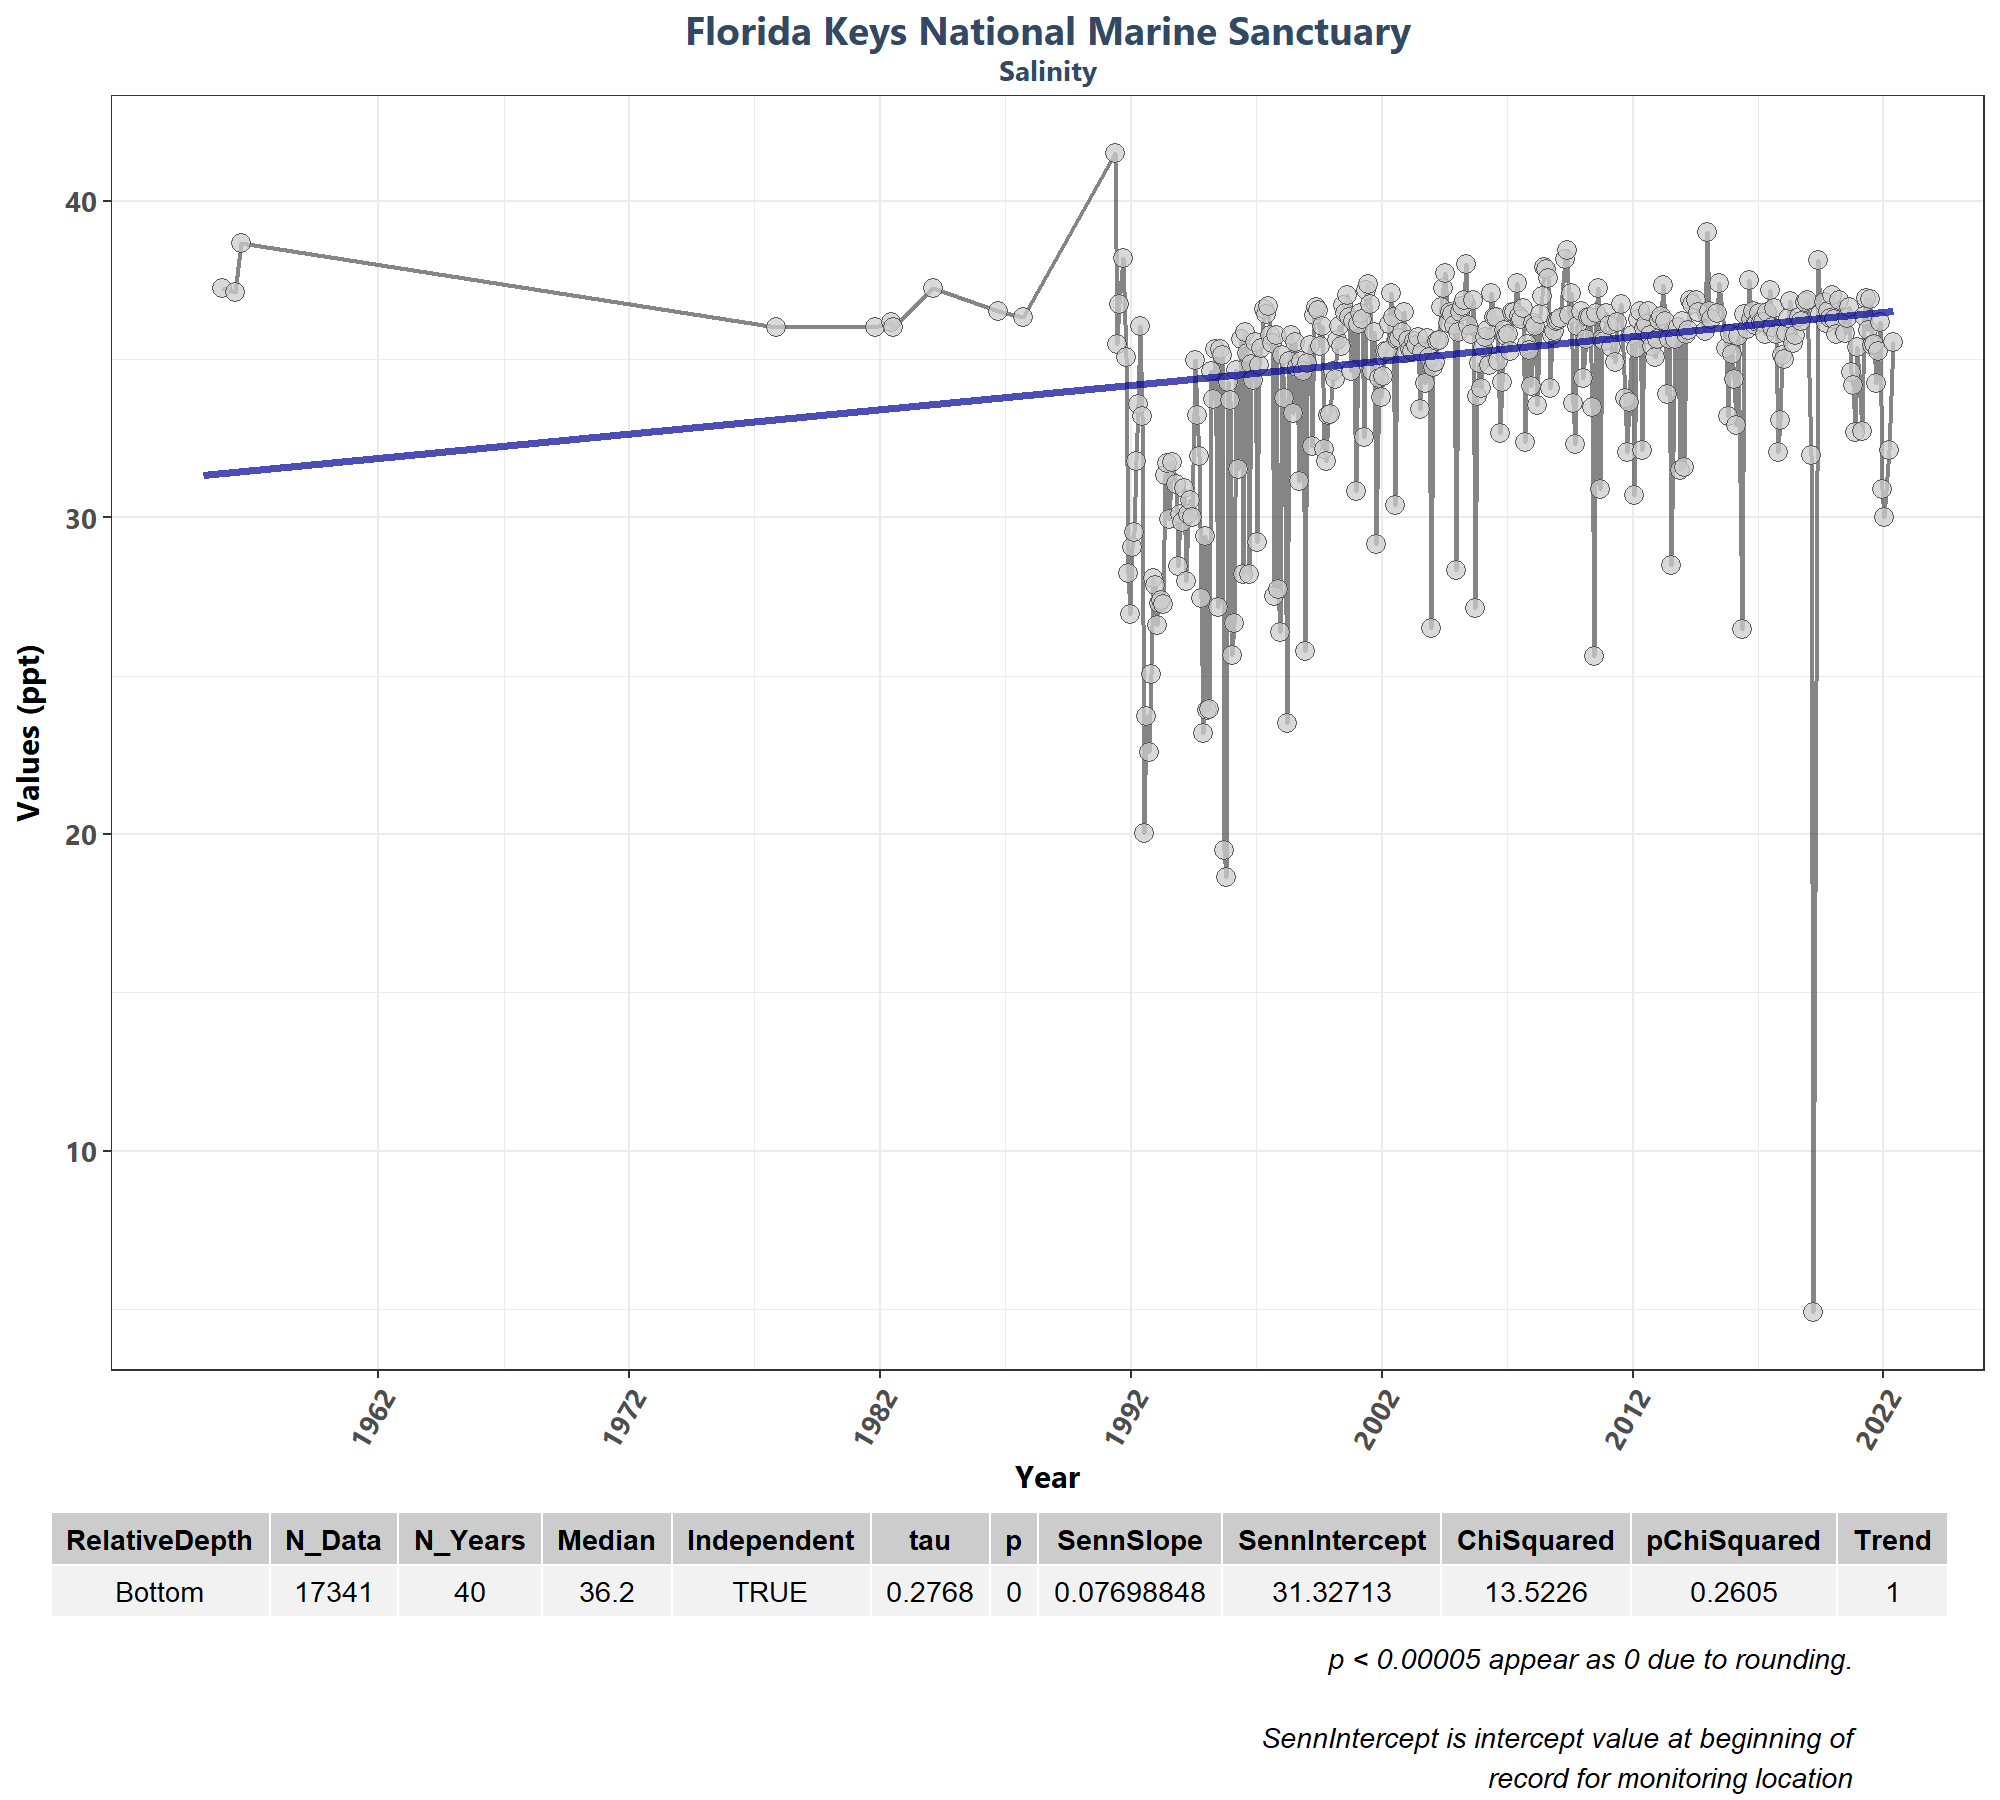 Florida Keys National Marine Sanctuary
Salinity
Values (ppt)
40
30
20
10
1962
1972
1982
1992
2002
2012
2022
Year
RelativeDepth N_Data N_Years Median Independent tau p SennSlope SennIntercept ChiSquared pChiSquared Trend
Bottom 17341 40 36.2 TRUE 0.2768 0 0.07698848 31.32713 13.5226 0.2605 1
p < 0.00005 appear as 0 due to rounding.
SennIntercept is intercept value at beginning of
record for monitoring location